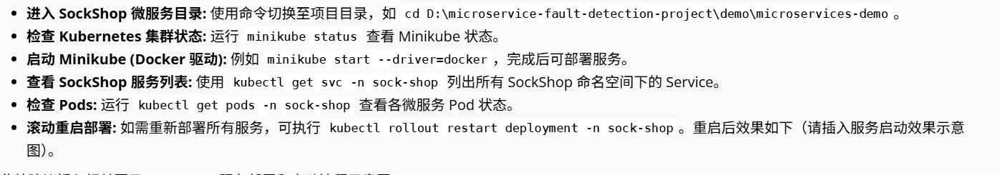 • 进入 SockShop 微服务目录: 使用命令切换至项目目录，如 cd D:\microservice-fault-detection-project\demo\microservices-demo 。
• 检查 Kubernetes 集群状态: 运行 minikube status 查看 Minikube 状态。
• 启动 Minikube (Docker 驱动): 例如 minikube start --driver=docker ，完成后可部署服务。
• 查看 SockShop 服务列表: 使用 kubectl get svc -n sock-shop 列出所有 SockShop 命名空间下的 Service。
• 检查 Pods: 运行 kubectl get pods -n sock-shop 查看各微服务 Pod 状态。
• 滚动重启部署: 如需重新部署所有服务，可执行 kubectl rollout restart deployment -n sock-shop 。重启后效果如下（请插入服务启动效果示意
图）。